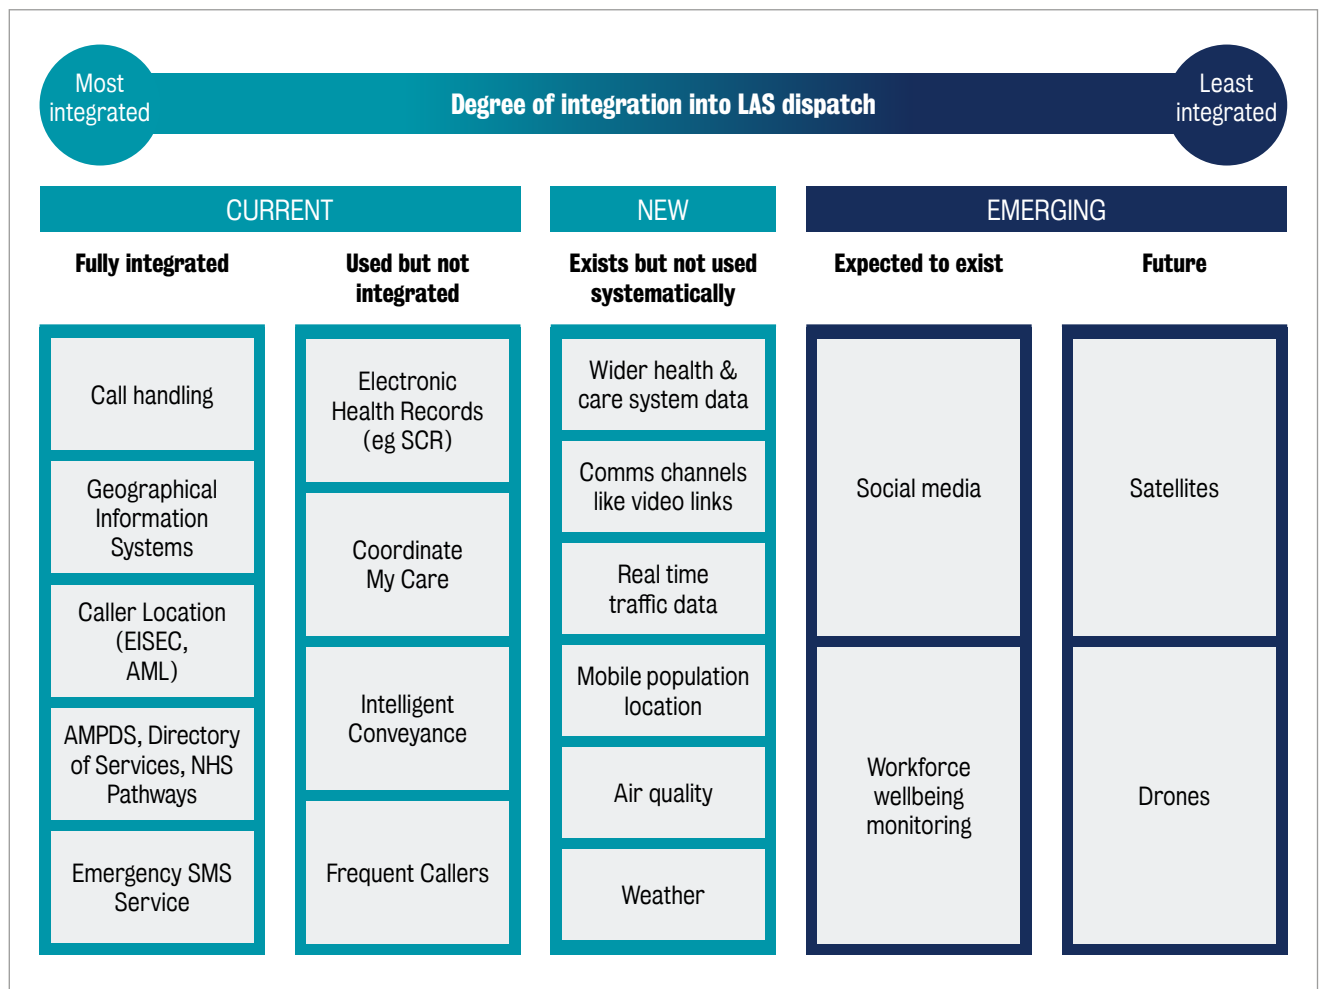 Most
integrated
Degree of integration into LAS dispatch
Least
integrated
CURRENT
NEW
EMERGING
Fully integrated
Used but not
integrated
Exists but not used
systematically
Expected to exist
Future
Call handling
Geographical
Information
Systems
Caller Location
(EISEC,
AML)
AMPDS, Directory
of Services, NHS
Pathways
Emergency SMS
Service
Electronic
Health Records
(eg SCR)
Coordinate
My Care
Intelligent
Conveyance
Frequent Callers
Wider health &
care system data
Comms channels
like video links
Real time
traffic data
Mobile population
location
Air quality
Weather
Social media
Workforce
wellbeing
monitoring
Satellites
Drones